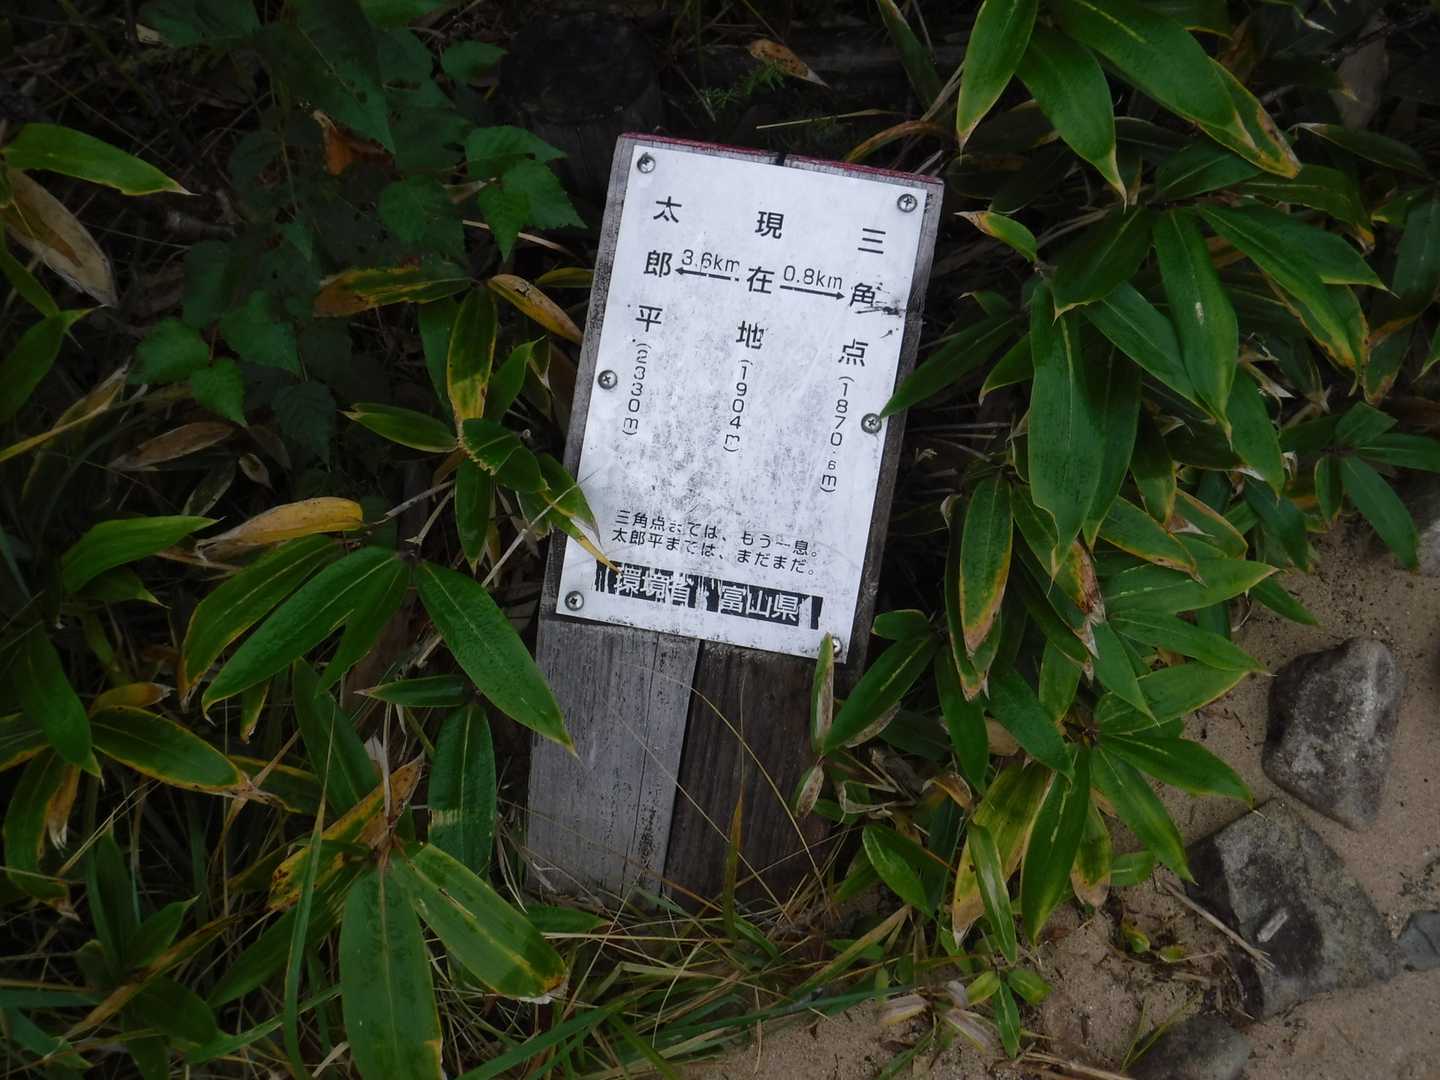 太郎平(2330m)
3.6km
現在地(1904m)
0.8km
三角点(1870.6m)
三角点までは、もう一息。
太郎平までは、まだまだ。
環境省・富山県